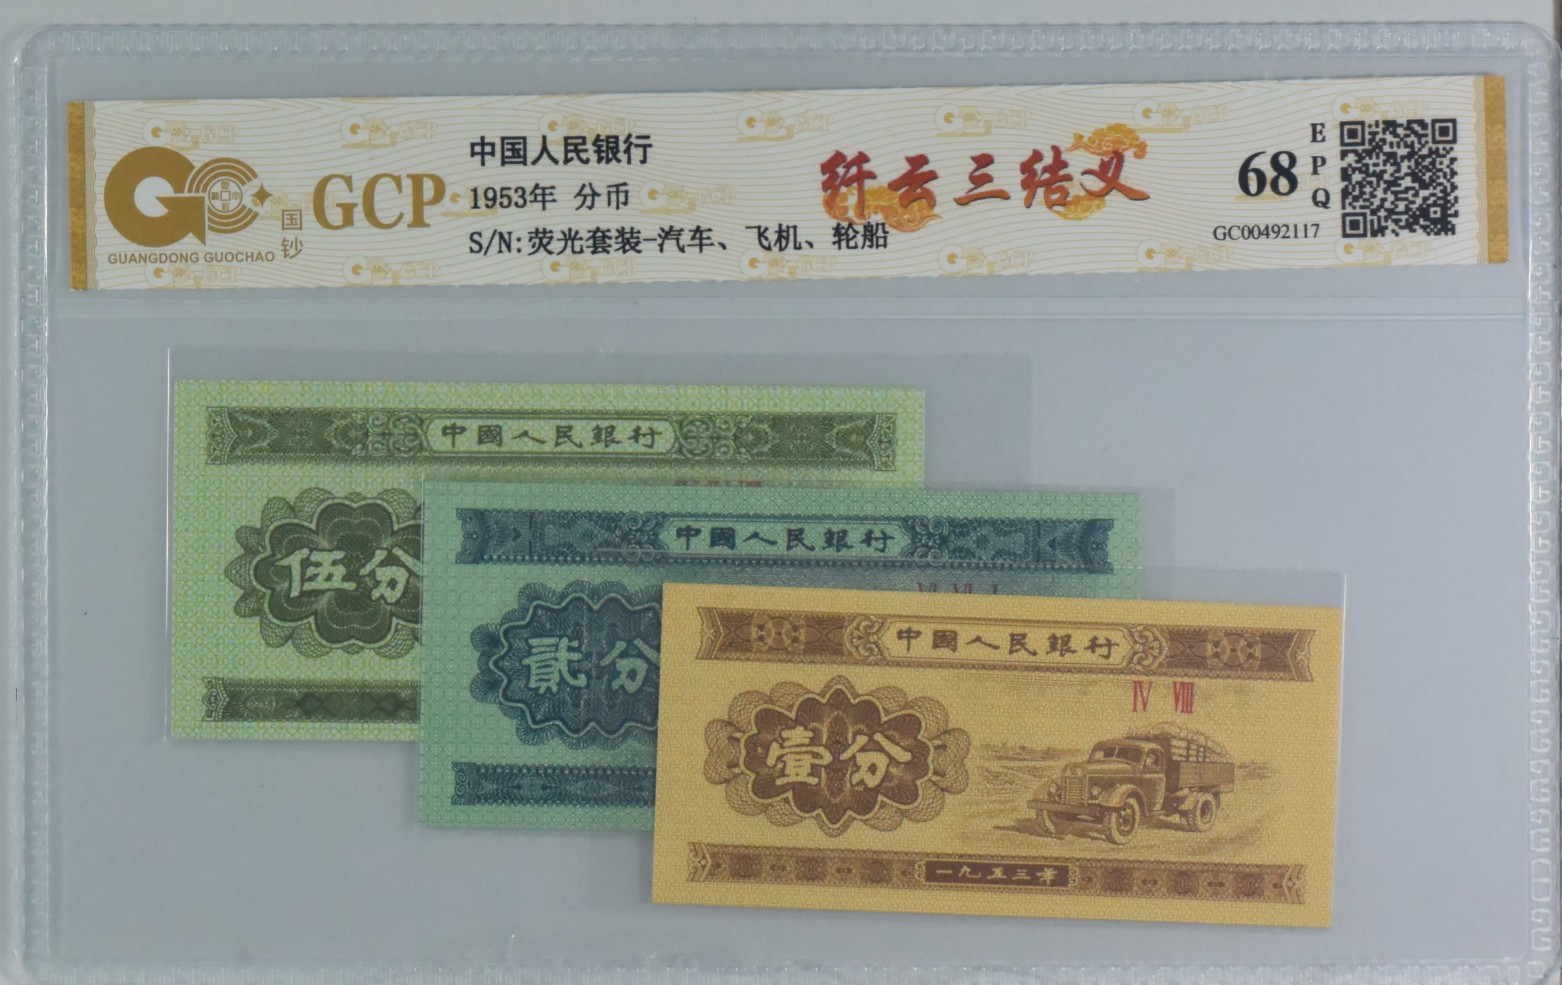 GCP
国钞
GUANGDONG GUOCHAO
中国人民银行
1953年 分币
S/N:荧光套装-汽车、飞机、轮船
纤云三结义
68
EPQ
GC00492117
中國人民銀行
伍分
中國人民銀行
VI VI I
貳分
中國人民銀行
IV VIII
壹分
一九五三年